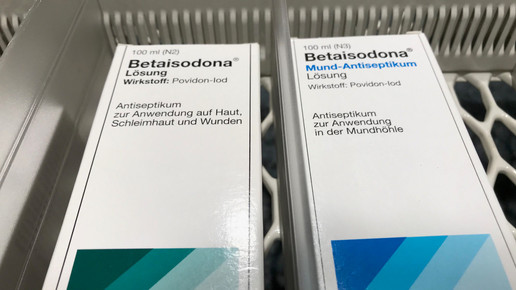 100 ml (N2)
Betaisodona®
Lösung
Wirkstoff: Povidon-Iod
Antiseptikum
zur Anwendung auf Haut,
Schleimhaut und Wunden
100 ml (N3)
Betaisodona®
Mund-Antiseptikum
Lösung
Wirkstoff: Povidon-Iod
Antiseptikum
zur Anwendung
in der Mundhöhle